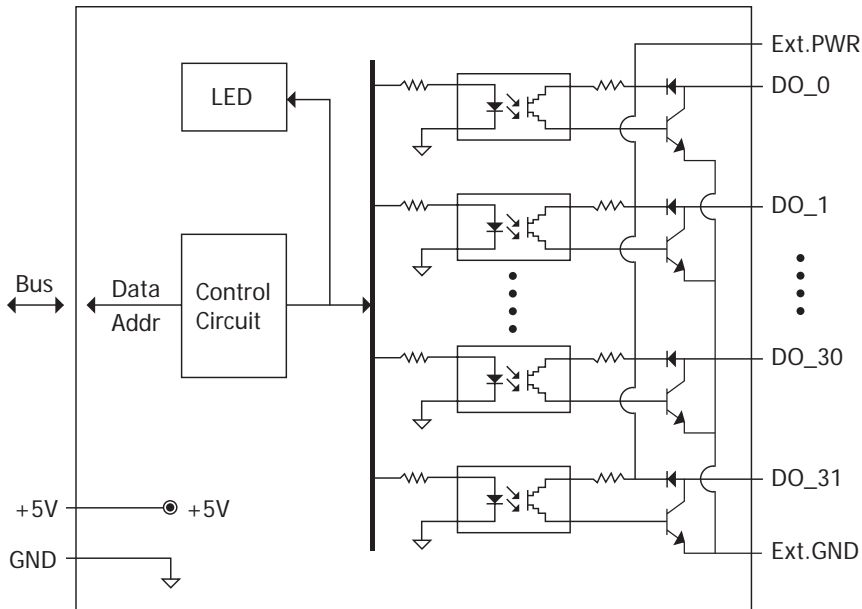 Ext.PWR
LED
DO_0
DO_1
Bus
Data
Addr
Control
Circuit
DO_30
DO_31
+5V
+5V
GND
Ext.GND